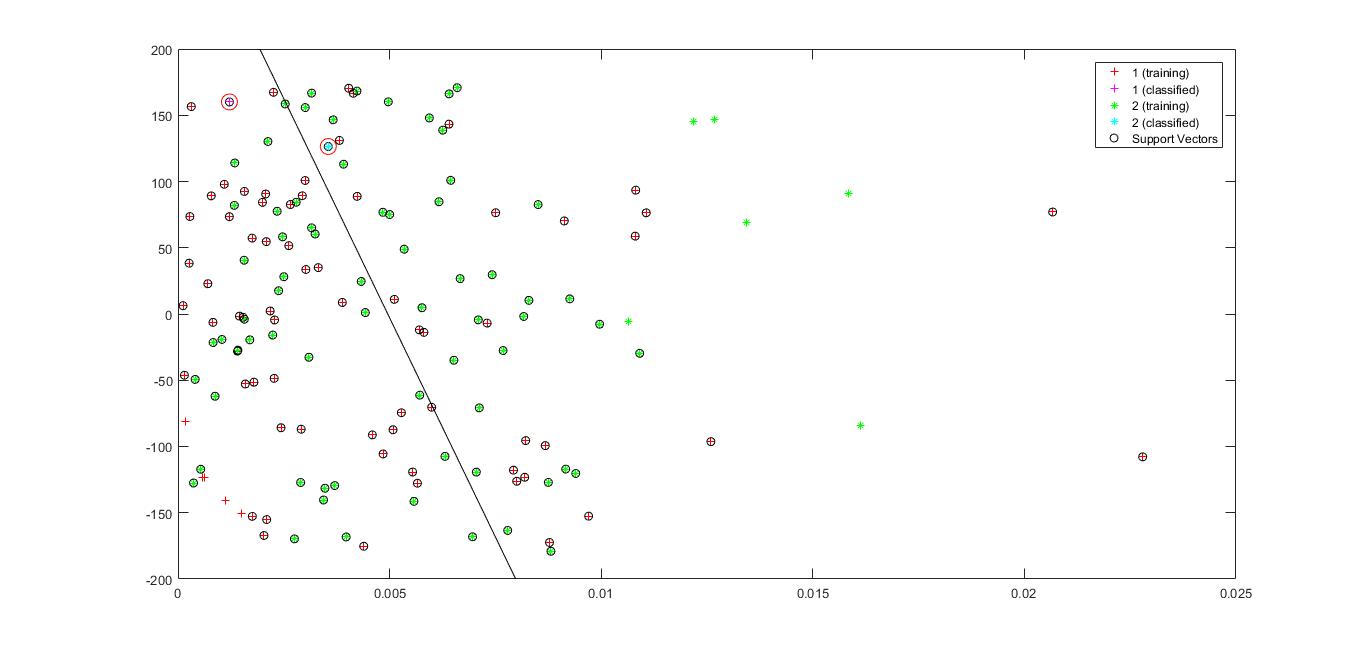 200
150
100
50
0
-50
-100
-150
-200
0 0.005 0.01 0.015 0.02 0.025
1 (training)
1 (classified)
2 (training)
2 (classified)
Support Vectors